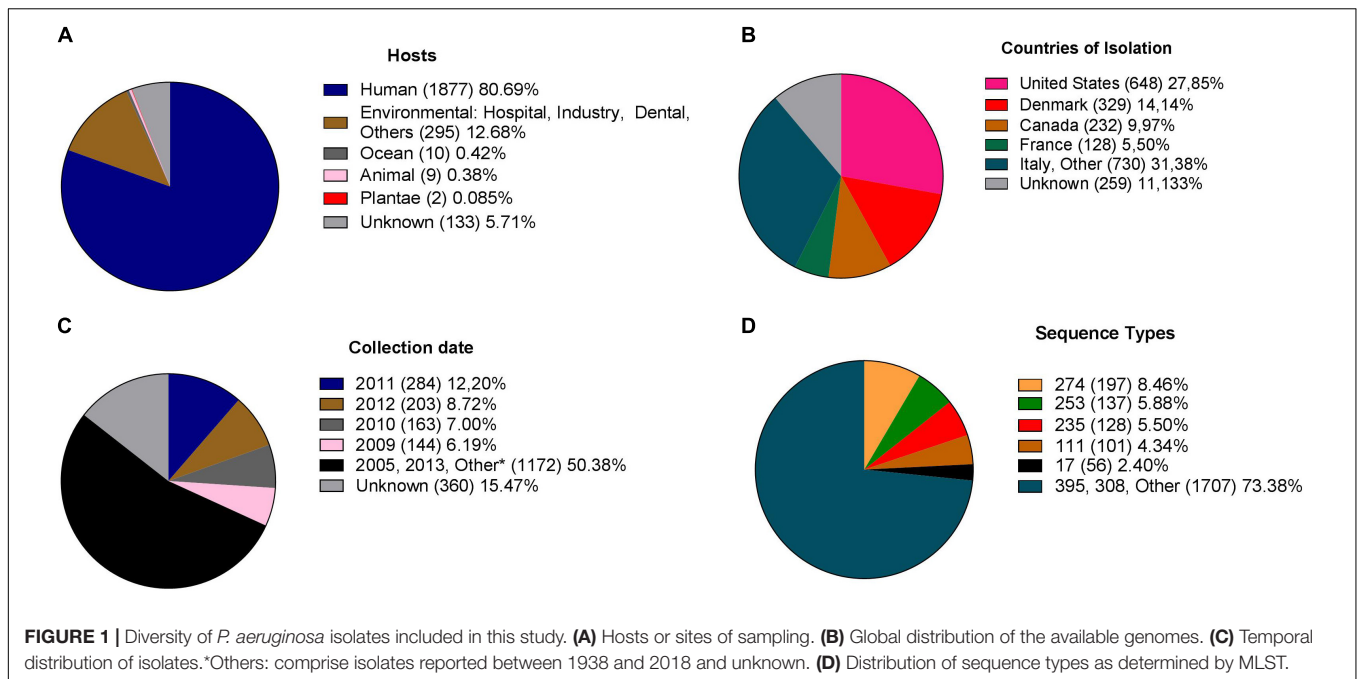 A
Hosts
Human (1877) 80.69%
Environmental: Hospital, Industry, Dental,
Others (295) 12.68%
Ocean (10) 0.42%
Animal (9) 0.38%
Plantae (2) 0.085%
Unknown (133) 5.71%
B
Countries of Isolation
United States (648) 27,85%
Denmark (329) 14,14%
Canada (232) 9,97%
France (128) 5,50%
Italy, Other (730) 31,38%
Unknown (259) 11,133%
C
Collection date
2011 (284) 12,20%
2012 (203) 8.72%
2010 (163) 7.00%
2009 (144) 6.19%
2005, 2013, Other* (1172) 50.38%
Unknown (360) 15.47%
D
Sequence Types
274 (197) 8.46%
253 (137) 5.88%
235 (128) 5.50%
111 (101) 4.34%
17 (56) 2.40%
395, 308, Other (1707) 73.38%
FIGURE 1 | Diversity of P. aeruginosa isolates included in this study. (A) Hosts or sites of sampling. (B) Global distribution of the available genomes. (C) Temporal
distribution of isolates.*Others: comprise isolates reported between 1938 and 2018 and unknown. (D) Distribution of sequence types as determined by MLST.